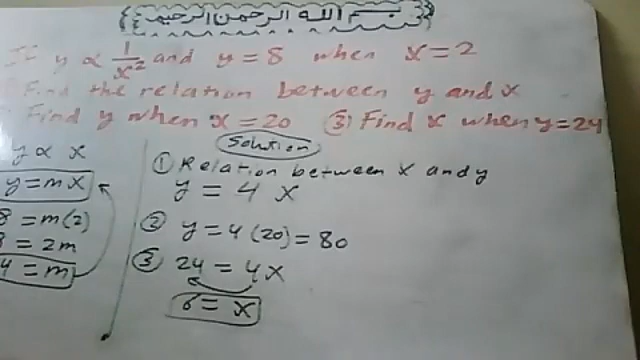 بسم الله الرحمن الرحيم
If y ∝ 1/x² and y = 8 when x = 2
Find the relation between y and x
Find y when x = 20 ③ Find x when y = 24
Solution
y ∝ x
y = mx
8 = m(2)
8 = 2m
4 = m
① Relation between x and y
y = 4 x
② y = 4 (20) = 80
③ 24 = 4x
6 = x